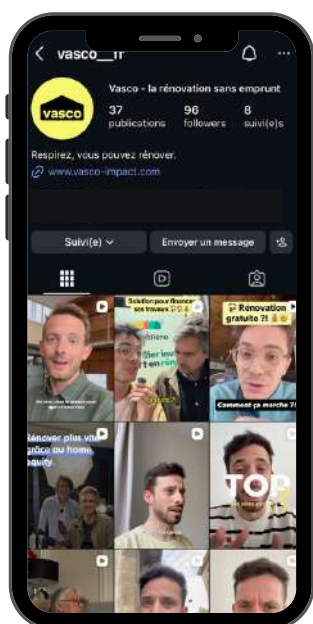 vasco__fr
Vasco - la rénovation sans emprunt
vasco
37 96 8
publications followers suivi(e)s
Respirez, vous pouvez rénover.
www.vasco-impact.com
Suivi(e)
Envoyer un message
Solution pour financer
ses travaux
Rénovation
gratuite ?!
Comment ça marche ?!
Rénover plus vite
grâce au home
equity
TOP